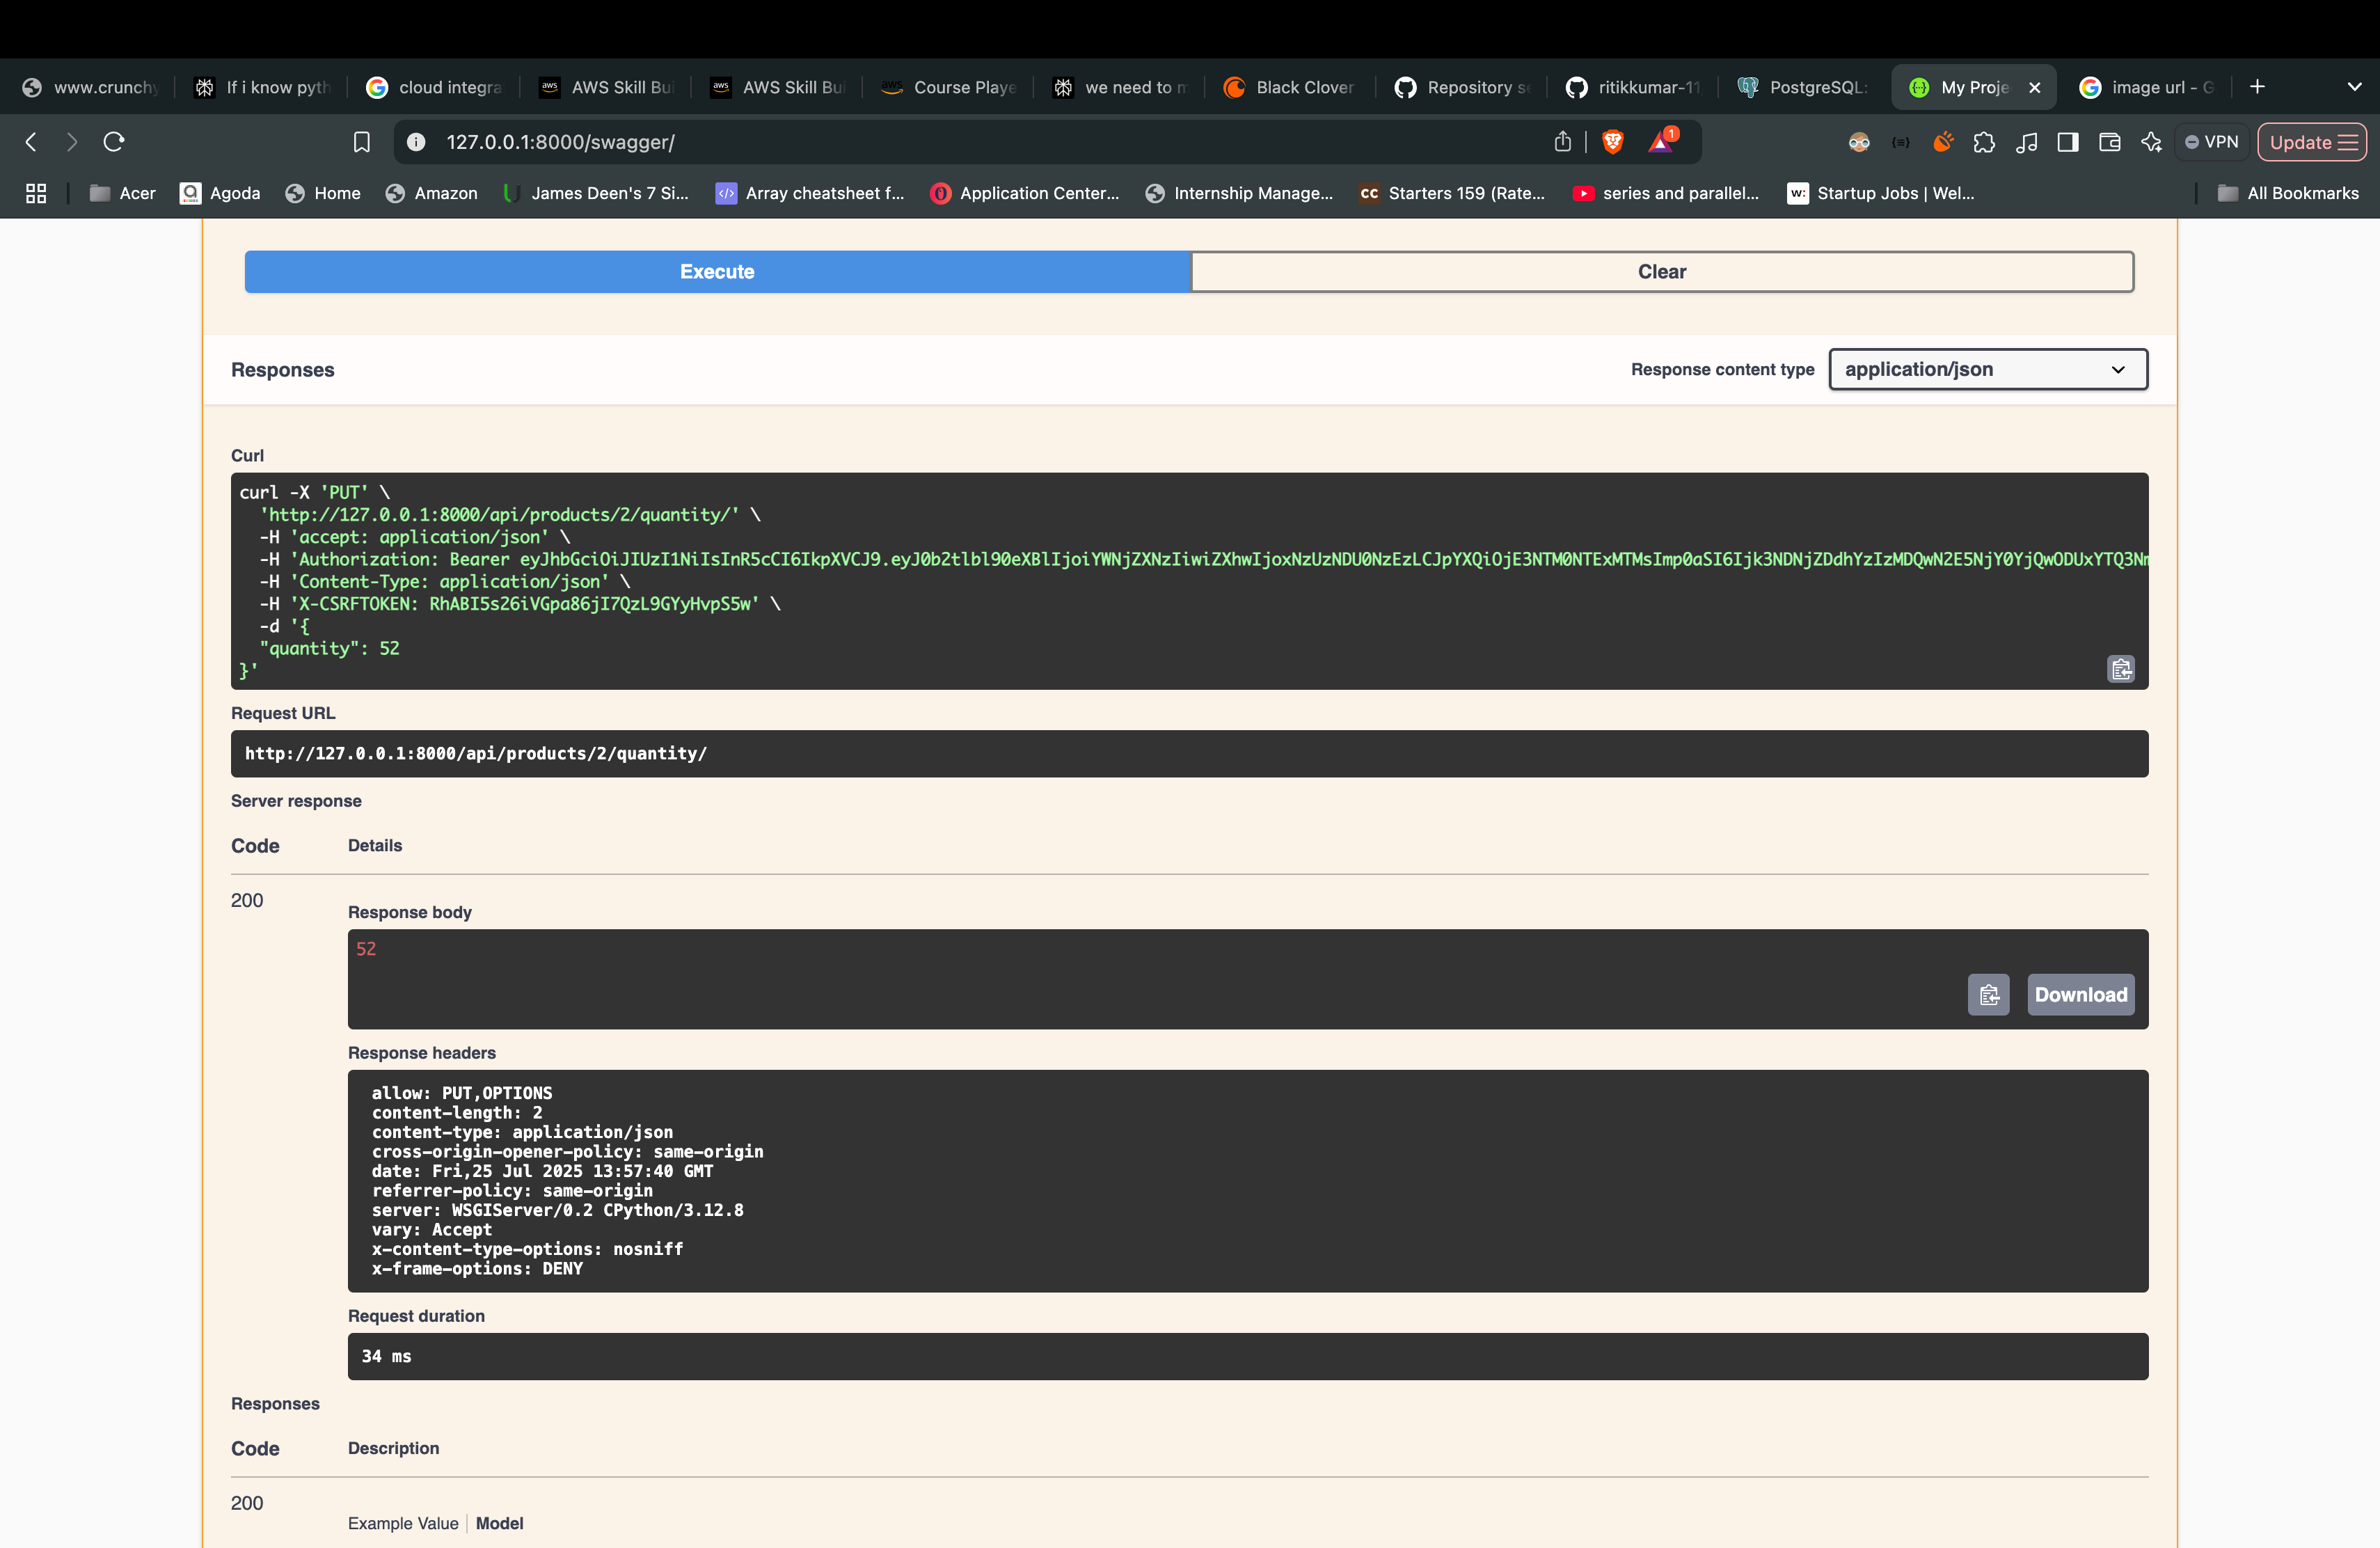 www.crunchy
If i know pyth
cloud integra
AWS Skill Bui
AWS Skill Bui
Course Playe
we need to m
Black Clover
Repository se
ritikkumar-11
PostgreSQL:
My Proje
image url - G
127.0.0.1:8000/swagger/
1
VPN
Update
Acer
Agoda
Home
Amazon
James Deen's 7 Si...
Array cheatsheet f...
Application Center...
Internship Manage...
Starters 159 (Rate...
series and parallel...
Startup Jobs | Wel...
All Bookmarks
Execute
Clear
Responses
Response content type
application/json
Curl
curl -X 'PUT' \
'http://127.0.0.1:8000/api/products/2/quantity/' \
-H 'accept: application/json' \
-H 'Authorization: Bearer
-H 'Content-Type: application/json' \
-H 'X-CSRFTOKEN: RhABI5s26iVGpa86jI7QzL9GYyHvpS5w' \
-d '{
"quantity": 52
}'
Request URL
http://127.0.0.1:8000/api/products/2/quantity/
Server response
Code Details
200
Response body
52
Download
Response headers
allow: PUT,OPTIONS
content-length: 2
content-type: application/json
cross-origin-opener-policy: same-origin
date: Fri,25 Jul 2025 13:57:40 GMT
referrer-policy: same-origin
server: WSGIServer/0.2 CPython/3.12.8
vary: Accept
x-content-type-options: nosniff
x-frame-options: DENY
Request duration
34 ms
Responses
Code Description
200
Example Value | Model